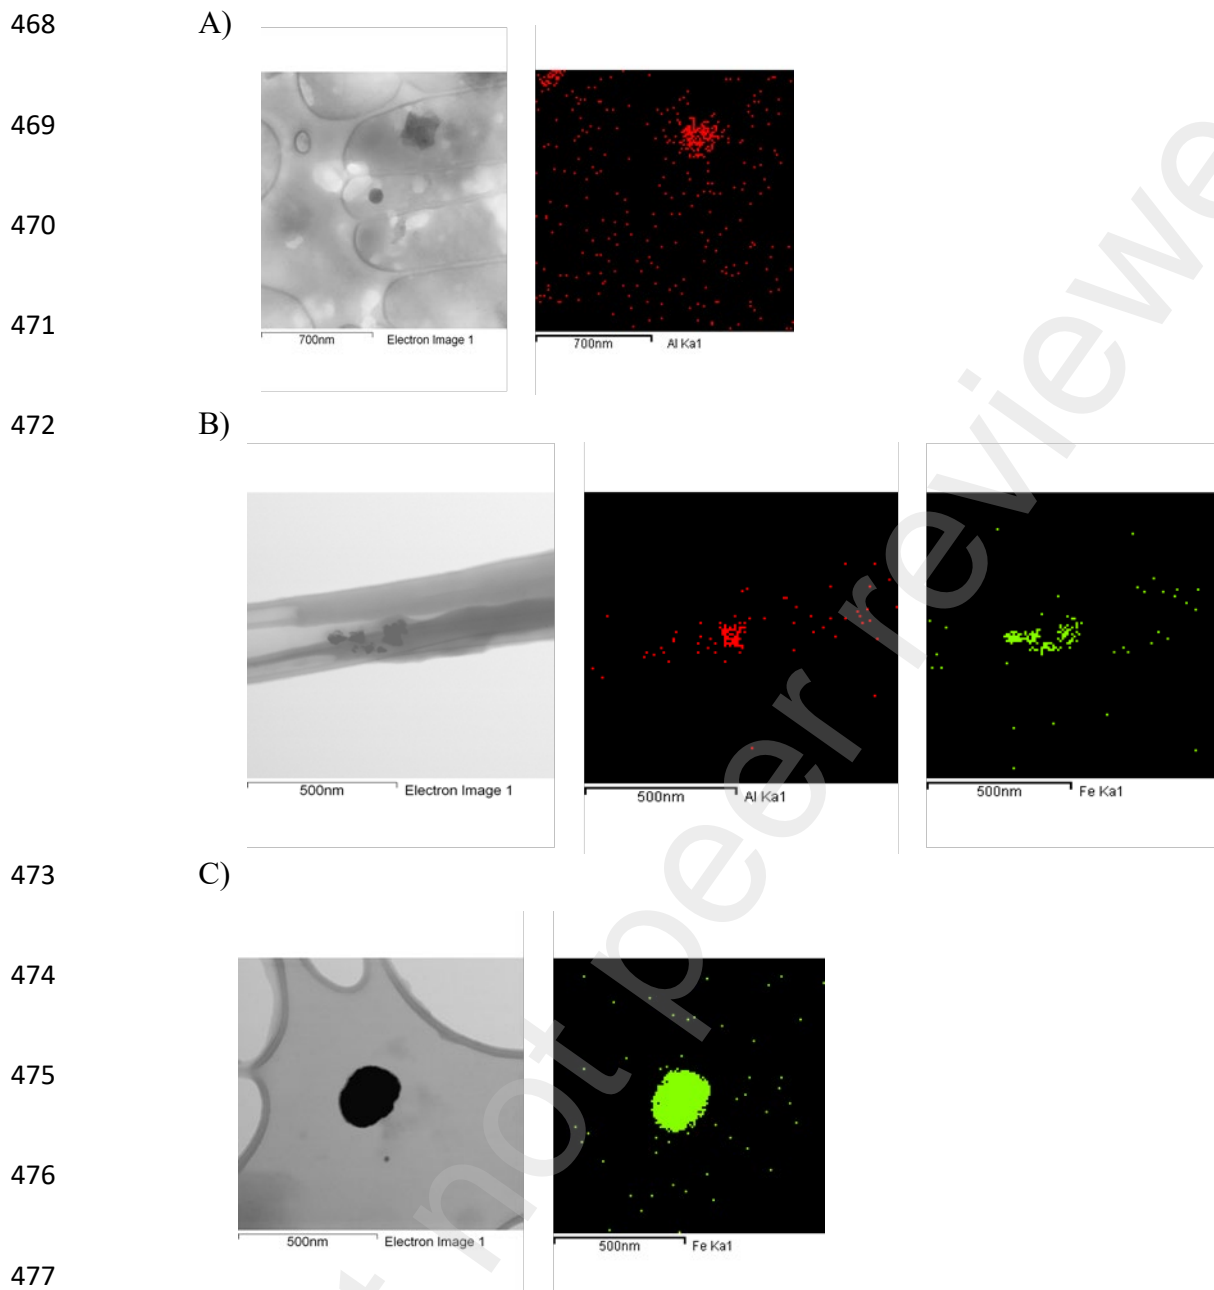 468 A)
469
470
471
700nm Electron Image 1 700nm Al Ka1
472 B)
500nm Electron Image 1 500nm Al Ka1 500nm Fe Ka1
473 C)
474
475
476
500nm Electron Image 1 500nm Fe Ka1
477
not peer reviewe